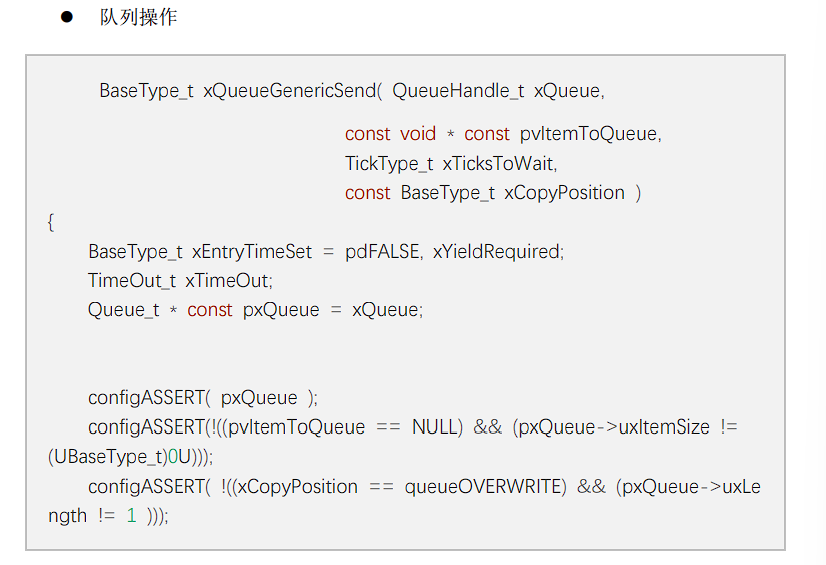 ● 队列操作
BaseType_t xQueueGenericSend( QueueHandle_t xQueue,
const void * const pvItemToQueue,
TickType_t xTicksToWait,
const BaseType_t xCopyPosition )
{
BaseType_t xEntryTimeSet = pdFALSE, xYieldRequired;
TimeOut_t xTimeOut;
Queue_t * const pxQueue = xQueue;
configASSERT( pxQueue );
configASSERT(!((pvItemToQueue == NULL) && (pxQueue->uxItemSize !=
(UBaseType_t)0U)));
configASSERT( !((xCopyPosition == queueOVERWRITE) && (pxQueue->uxLe
ngth != 1 )));